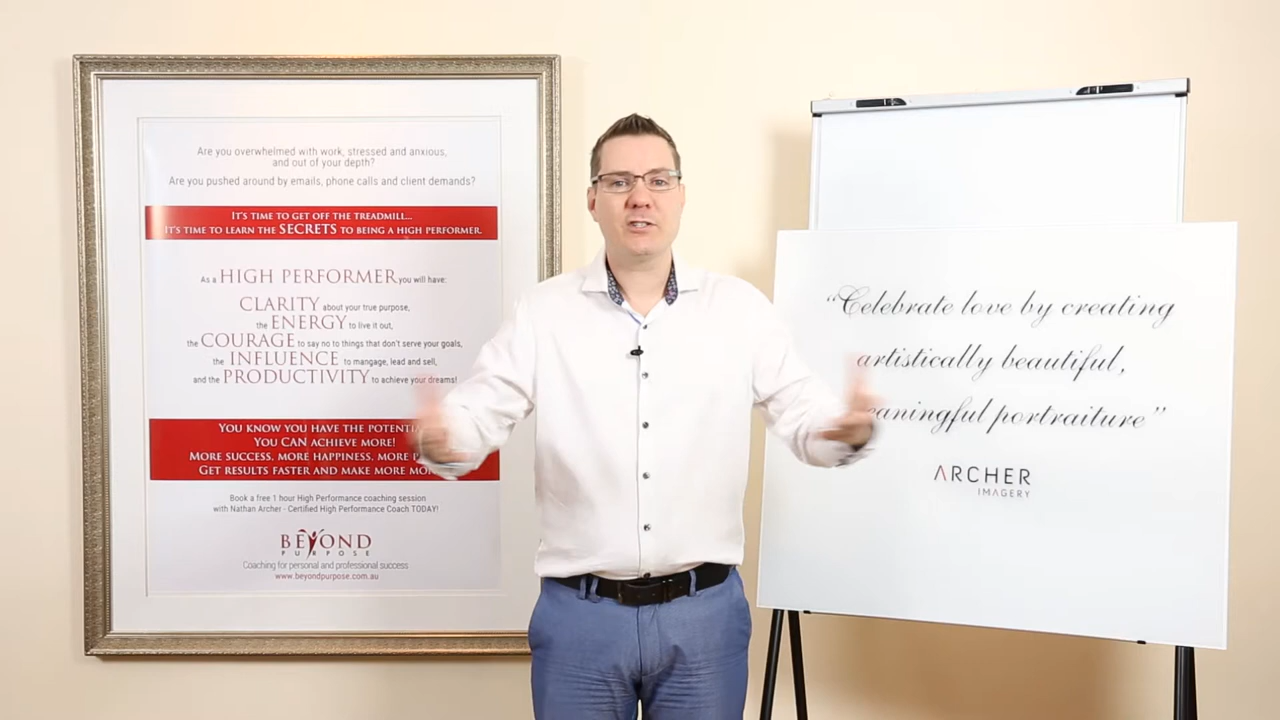 Are you overwhelmed with work, stressed and anxious,
and out of your depth?
Are you pushed around by emails, phone calls and client demands?
IT'S TIME TO GET OFF THE TREADMILL...
IT'S TIME TO LEARN THE SECRETS TO BEING A HIGH PERFORMER.
As a HIGH PERFORMER you will have:
CLARITY about your true purpose,
the ENERGY to live it out,
the COURAGE to say no to things that don't serve your goals,
the INFLUENCE to mangage, lead and sell,
and the PRODUCTIVITY to achieve your dreams!
YOU KNOW YOU HAVE THE
YOU CAN ACHIEVE MORE!
MORE SUCCESS, MORE HAPPINESS, MORE
GET RESULTS FASTER AND MAKE MORE
Book a free 1 hour High Performance coaching session
with Nathan Archer - Certified High Performance Coach TODAY!
BEYOND
PURPOSE
Coaching for personal and professional success
www.beyondpurpose.com.au
“Celebrate love by creating
artistically beautiful,
portraiture”
ARCHER
IMAGERY